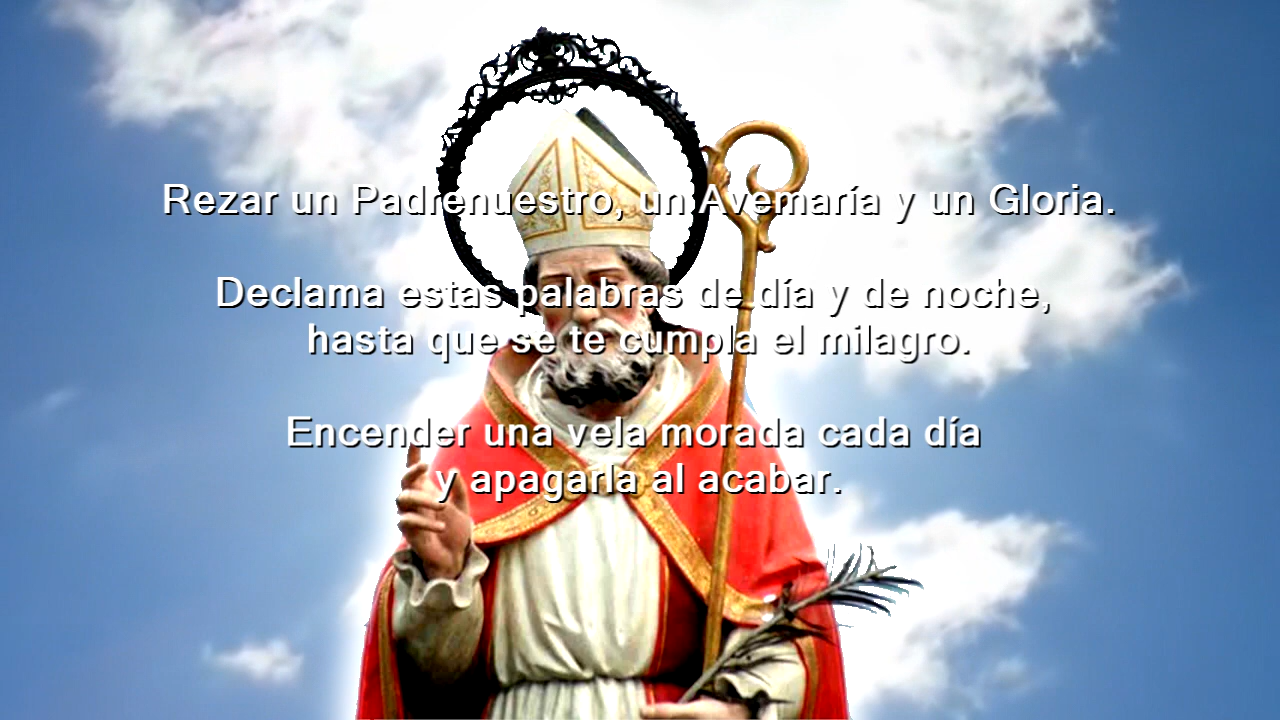 Rezar un Padrenuestro, un Avemaría y un Gloria.
Declama estas palabras de día y de noche,
hasta que se te cumpla el milagro.
Encender una vela morada cada día
y apagarla al acabar.